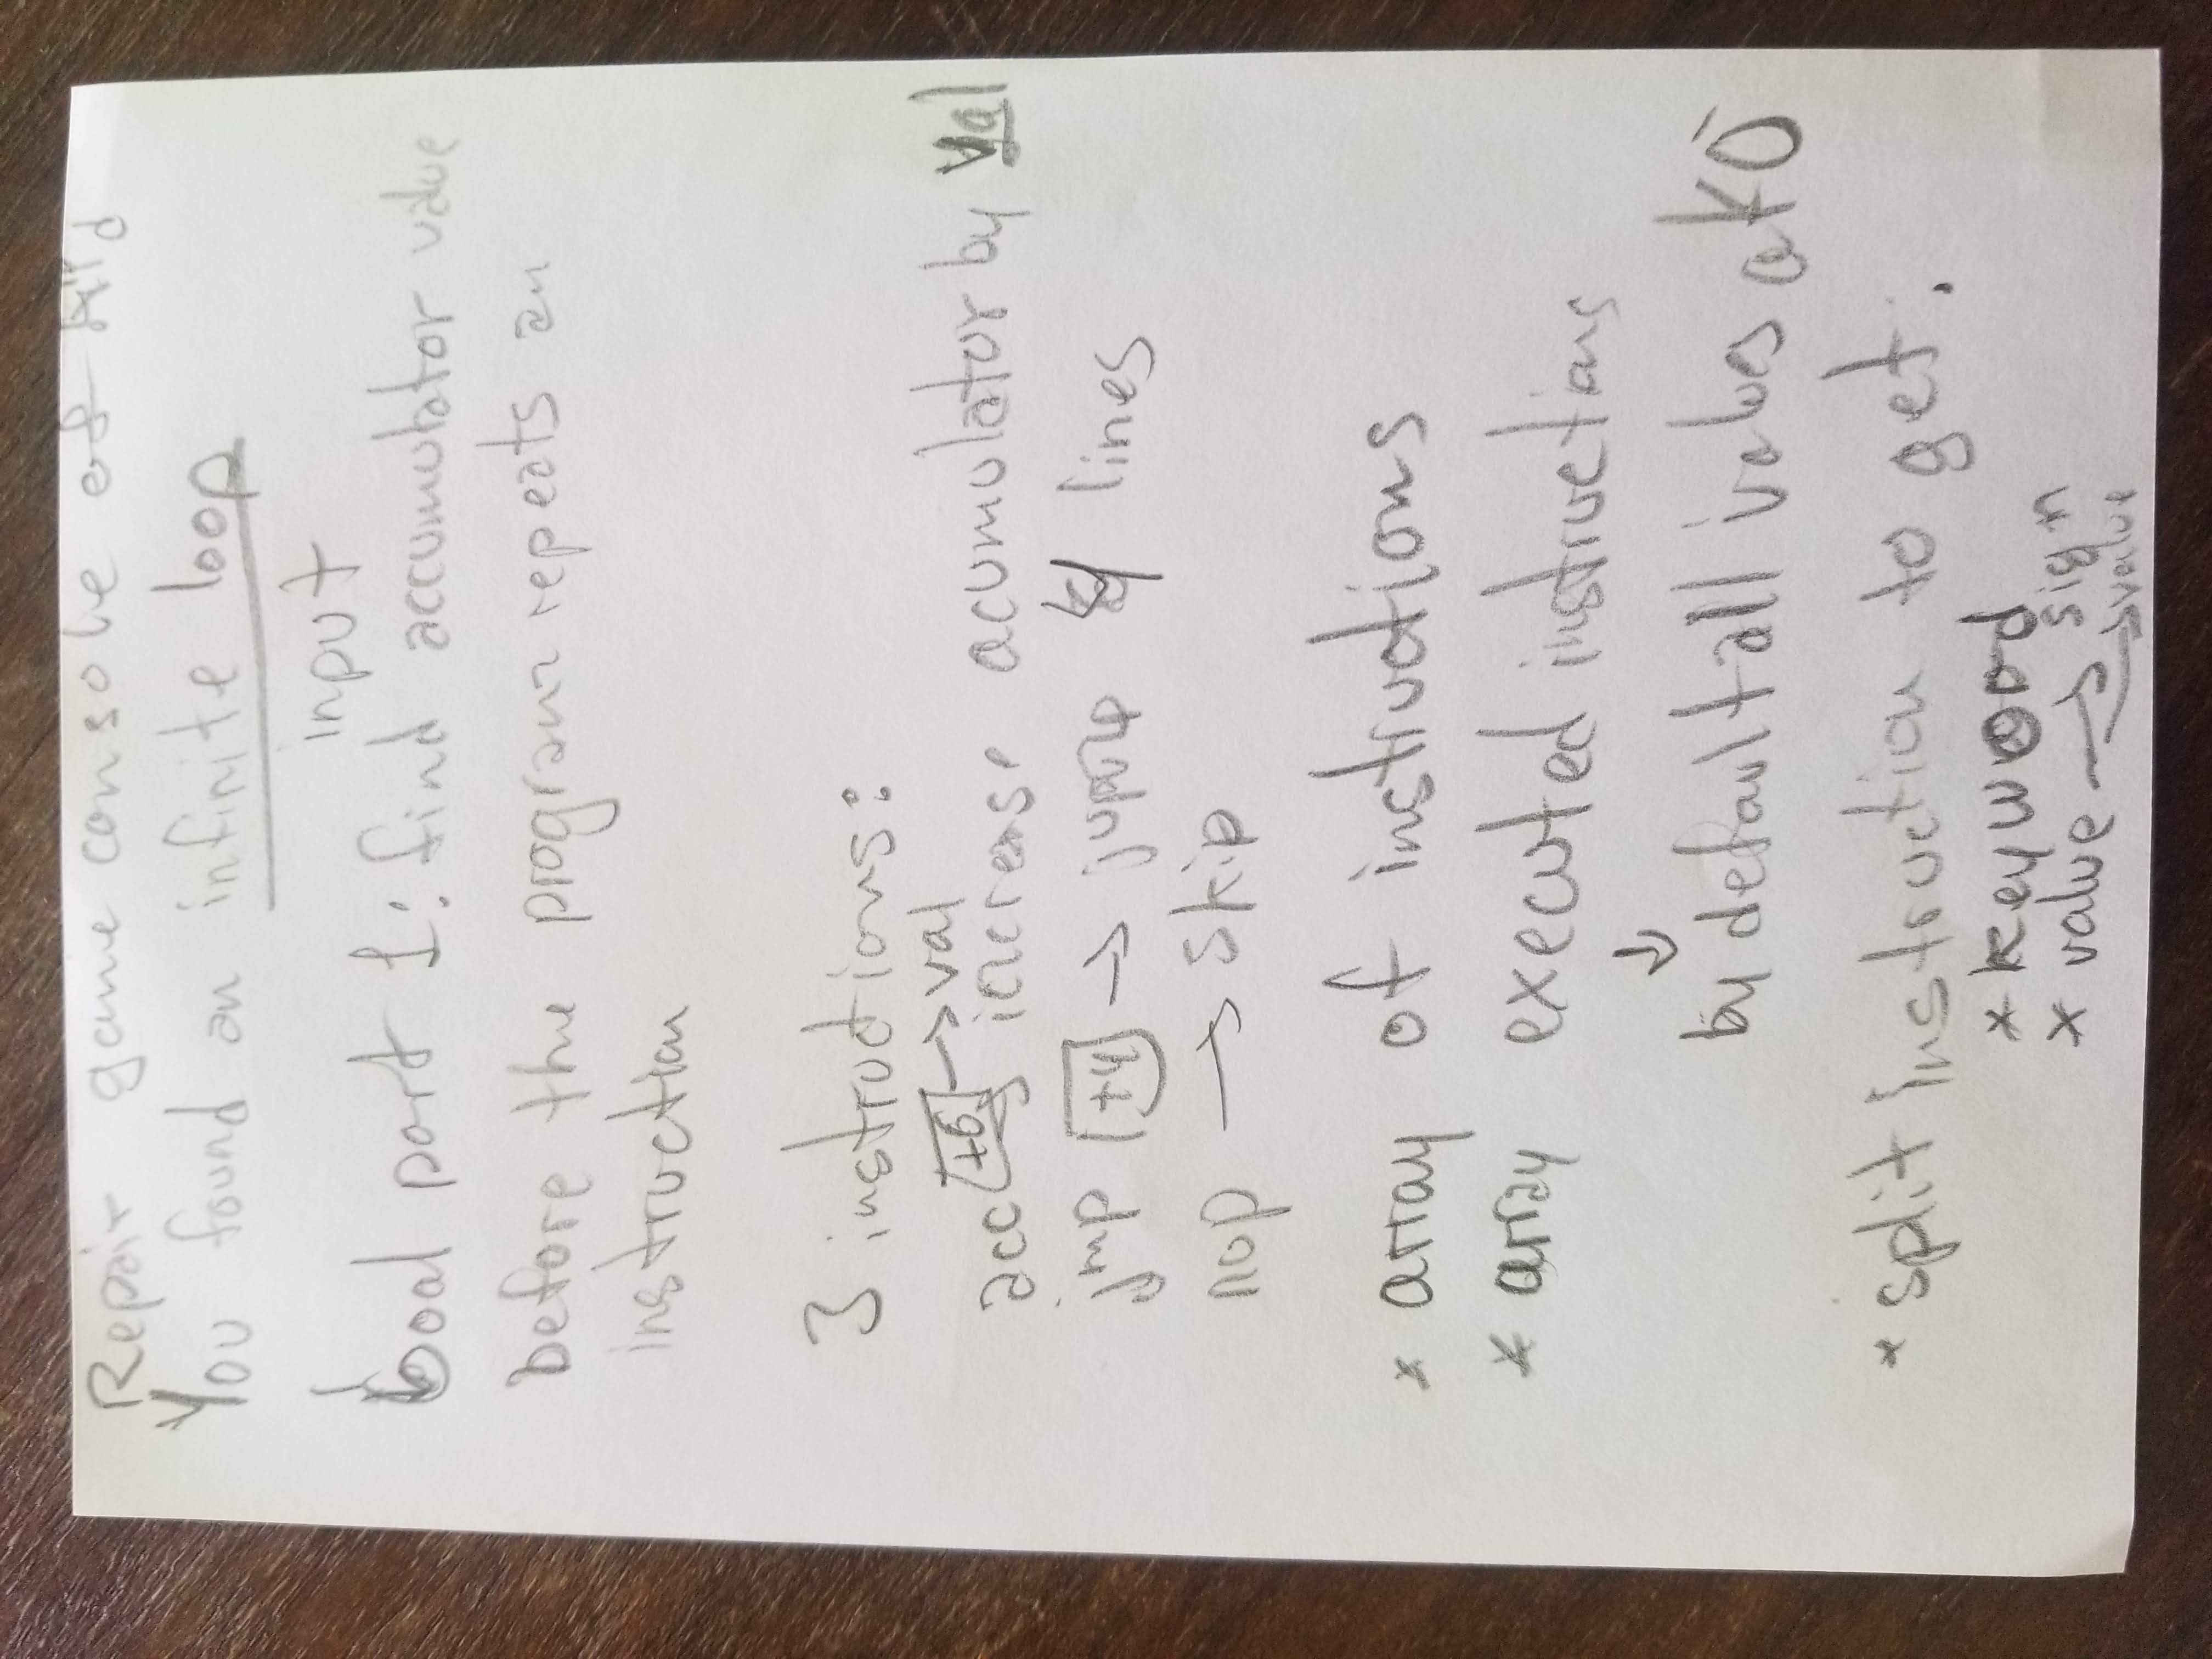 Repair game console of kid
You found an infinite loop
input
Goal part 1: find accumulator value
before the program repeats an
instruction
3 instructions:
acc +6 → val → increase acumulator by val
jmp +4 → 4 lines
nop → skip
* array of instructions
* array executed instructions
↓
by default all values at 0
* split instruction to get:
* keyword
* value → sign
→ value